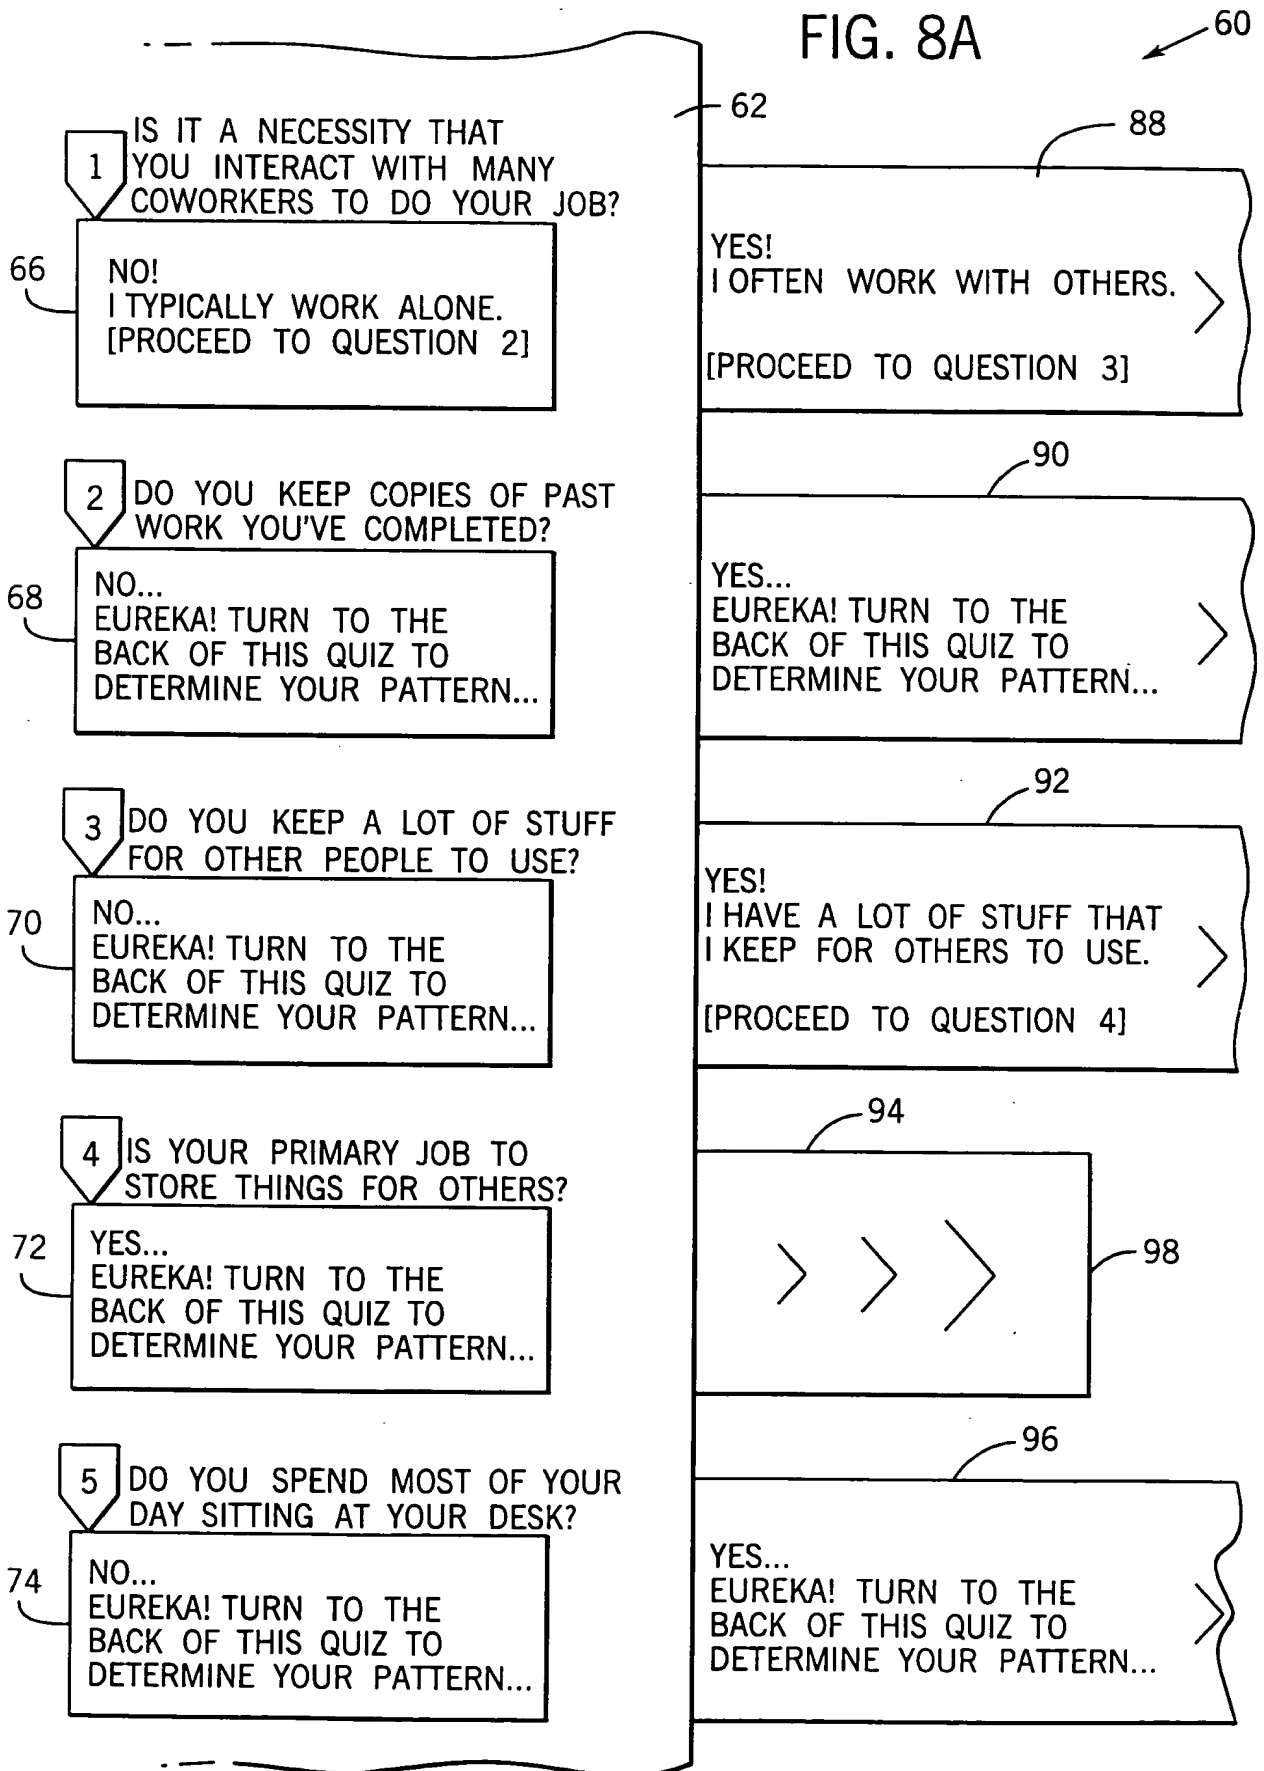 FIG. 8A
60
62
88
1
IS IT A NECESSITY THAT
YOU INTERACT WITH MANY
COWORKERS TO DO YOUR JOB?
66
NO!
I TYPICALLY WORK ALONE.
[PROCEED TO QUESTION 2]
YES!
I OFTEN WORK WITH OTHERS.
[PROCEED TO QUESTION 3]
90
2
DO YOU KEEP COPIES OF PAST
WORK YOU'VE COMPLETED?
68
NO...
EUREKA! TURN TO THE
BACK OF THIS QUIZ TO
DETERMINE YOUR PATTERN...
YES...
EUREKA! TURN TO THE
BACK OF THIS QUIZ TO
DETERMINE YOUR PATTERN...
92
3
DO YOU KEEP A LOT OF STUFF
FOR OTHER PEOPLE TO USE?
70
NO...
EUREKA! TURN TO THE
BACK OF THIS QUIZ TO
DETERMINE YOUR PATTERN...
YES!
I HAVE A LOT OF STUFF THAT
I KEEP FOR OTHERS TO USE.
[PROCEED TO QUESTION 4]
94
4
IS YOUR PRIMARY JOB TO
STORE THINGS FOR OTHERS?
72
YES...
EUREKA! TURN TO THE
BACK OF THIS QUIZ TO
DETERMINE YOUR PATTERN...
98
96
5
DO YOU SPEND MOST OF YOUR
DAY SITTING AT YOUR DESK?
74
NO...
EUREKA! TURN TO THE
BACK OF THIS QUIZ TO
DETERMINE YOUR PATTERN...
YES...
EUREKA! TURN TO THE
BACK OF THIS QUIZ TO
DETERMINE YOUR PATTERN...